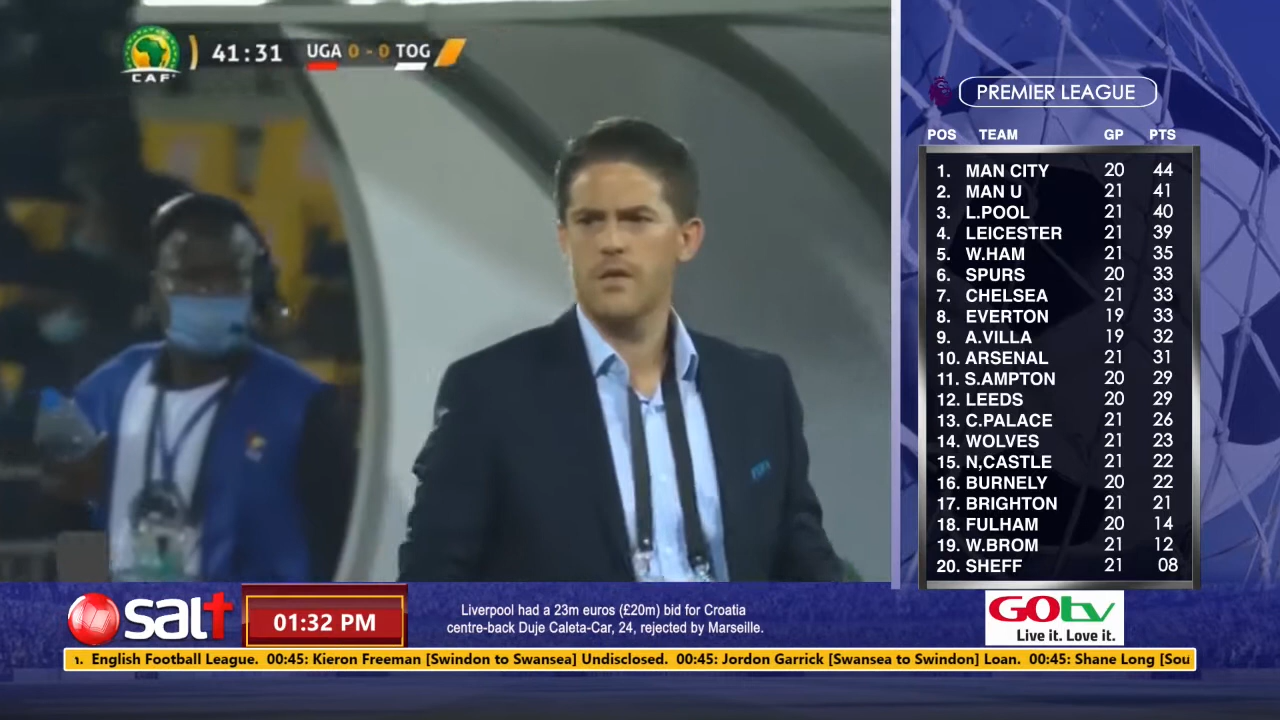 CAF
41:31 UGA 0 - 0 TOG
PREMIER LEAGUE
POS TEAM GP PTS
1. MAN CITY 20 44
2. MAN U 21 41
3. L.POOL 21 40
4. LEICESTER 21 39
5. W.HAM 21 35
6. SPURS 20 33
7. CHELSEA 21 33
8. EVERTON 19 33
9. A.VILLA 19 32
10. ARSENAL 21 31
11. S.AMPTON 20 29
12. LEEDS 20 29
13. C.PALACE 21 26
14. WOLVES 21 23
15. N,CASTLE 21 22
16. BURNELY 20 22
17. BRIGHTON 21 21
18. FULHAM 20 14
19. W.BROM 21 12
20. SHEFF 21 08
salt
01:32 PM
Liverpool had a 23m euros (£20m) bid for Croatia
centre-back Duje Caleta-Car, 24, rejected by Marseille.
GOtv
Live it. Love it.
1. English Football League. 00:45: Kieron Freeman [Swindon to Swansea] Undisclosed. 00:45: Jordon Garrick [Swansea to Swindon] Loan. 00:45: Shane Long [Sou